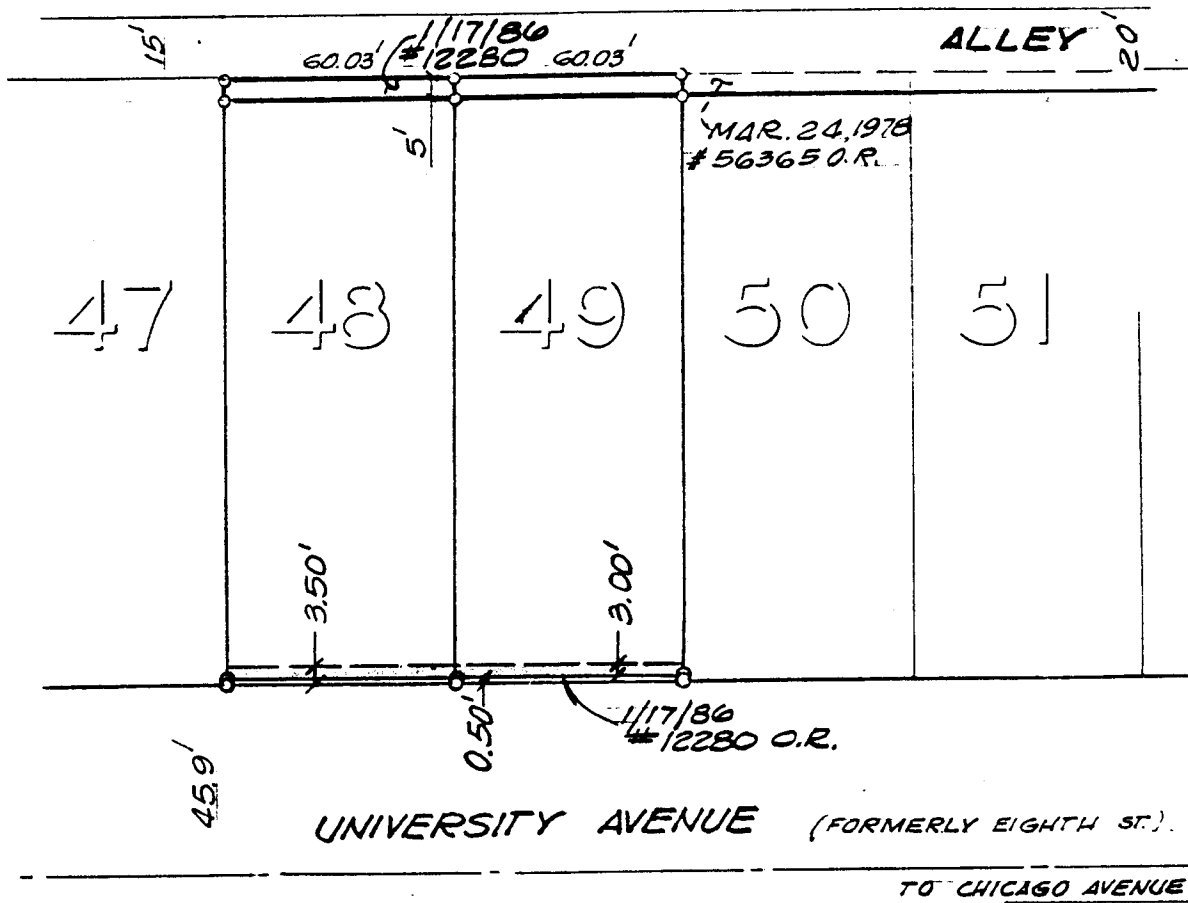 15'
1/17/86
60.03' #12280 60.03'
ALLEY
20'
5'
MAR. 24, 1978
#563650.R.
47 48 49 50 51
3.50'
3.00'
0.50'
1/17/86
#12280 O.R.
45.9'
UNIVERSITY AVENUE (FORMERLY EIGHTH ST.)
TO CHICAGO AVENUE